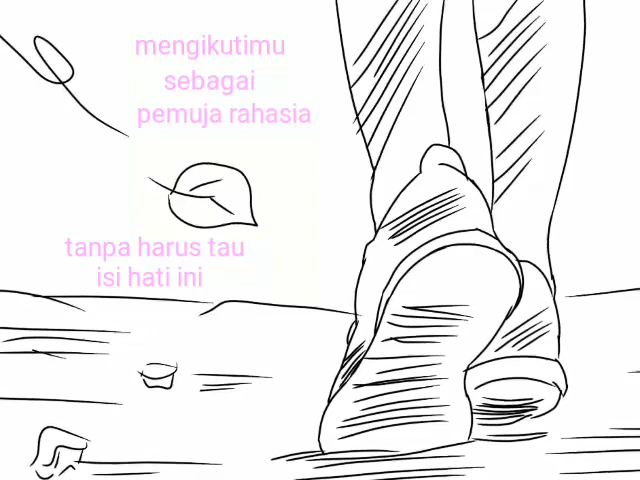 mengikutimu
sebagai
pemuja rahasia
tanpa harus tau
isi hati ini